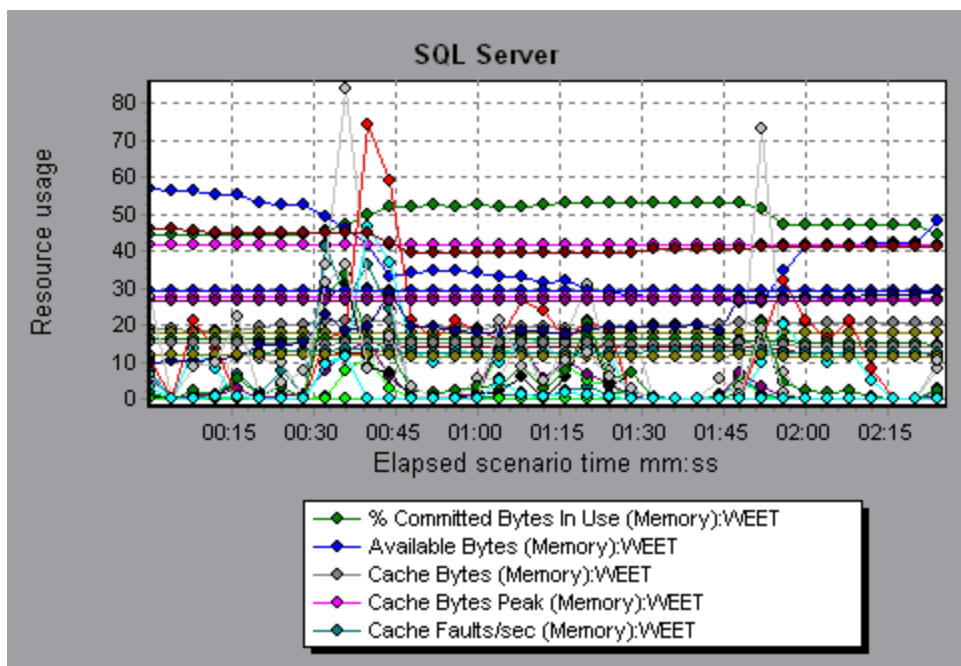 SQL Server
80
70
60
50
40
30
20
10
0
Resource usage
00:15 00:30 00:45 01:00 01:15 01:30 01:45 02:00 02:15
Elapsed scenario time mm:ss
% Committed Bytes In Use (Memory):WEET
Available Bytes (Memory):WEET
Cache Bytes (Memory):WEET
Cache Bytes Peak (Memory):WEET
Cache Faults/sec (Memory):WEET